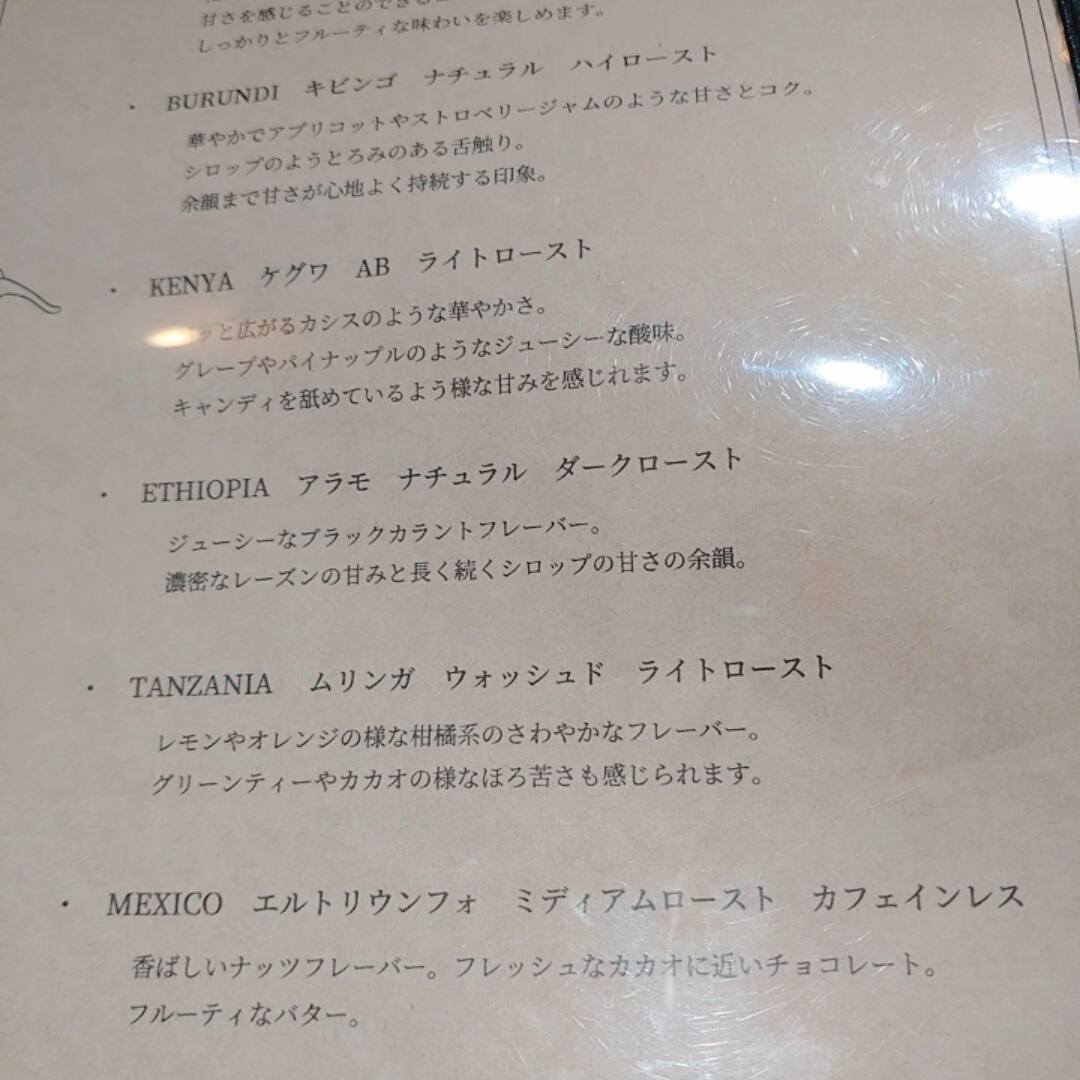 甘さを感じることのできる
しっかりとフルーティな味わいを楽しめます。
・ BURUNDI キビンゴ ナチュラル ハイロースト
華やかでアプリコットやストロベリージャムのような甘さとコク。
シロップのようとろみのある舌触り。
余韻まで甘さが心地よく持続する印象。
・ KENYA ケグワ AB ライトロースト
ッと広がるカシスのような華やかさ。
グレープやパイナップルのようなジューシーな酸味。
キャンディを舐めているよう様な甘みを感じれます。
・ ETHIOPIA アラモ ナチュラル ダークロースト
ジューシーなブラックカラントフレーバー。
濃密なレーズンの甘みと長く続くシロップの甘さの余韻。
・ TANZANIA ムリンガ ウォッシュド ライトロースト
レモンやオレンジの様な柑橘系のさわやかなフレーバー。
グリーンティーやカカオの様なほろ苦さも感じられます。
・ MEXICO エルトリウンフォ ミディアムロースト カフェインレス
香ばしいナッツフレーバー。フレッシュなカカオに近いチョコレート。
フルーティなバター。